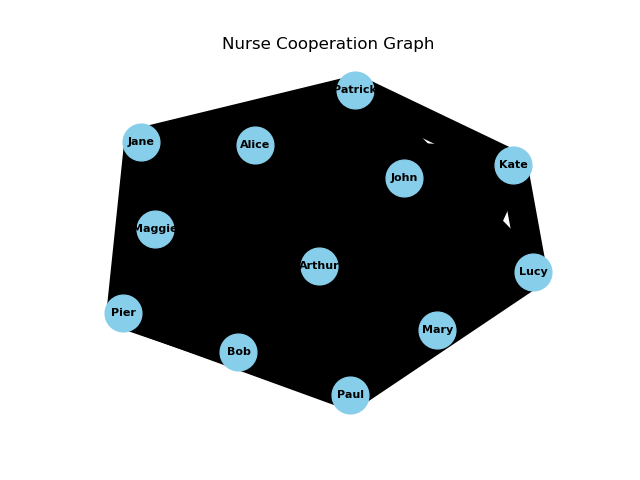 Nurse Cooperation Graph
Patrick
Jane
Alice
Kate
John
Maggie
Arthur
Lucy
Pier
Mary
Bob
Paul